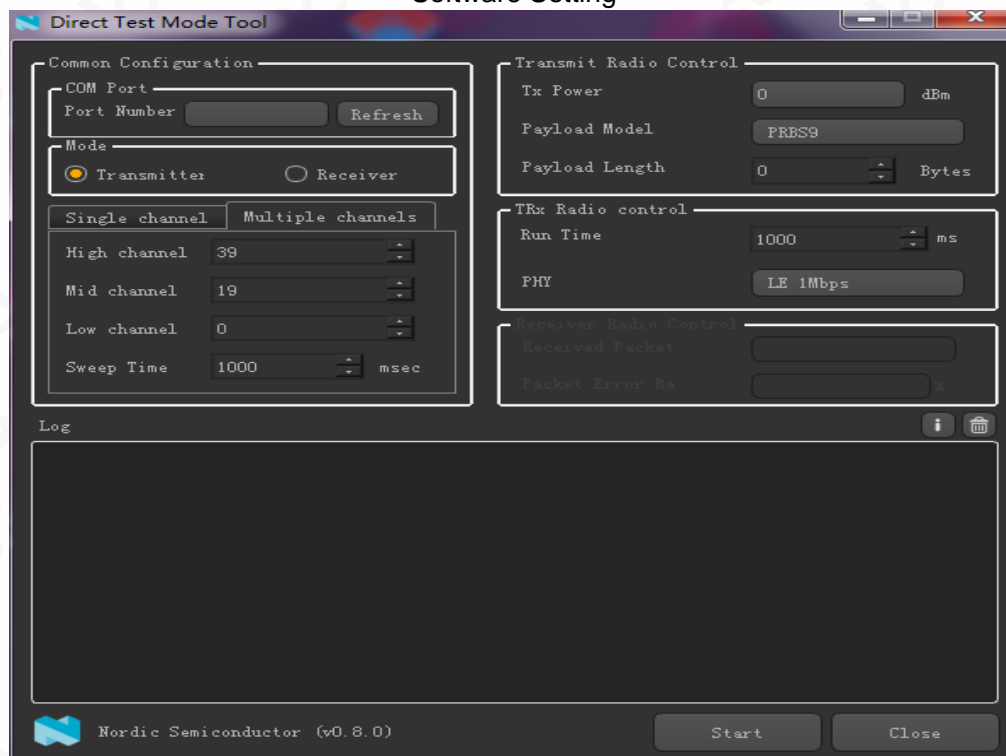 Software Setting
Direct Test Mode Tool
Common Configuration
COM Port
Port Number Refresh
Mode
Transmitter Receiver
Single channel Multiple channels
High channel 39
Mid channel 19
Low channel 0
Sweep Time 1000 msec
Transmit Radio Control
Tx Power 0 dBm
Payload Model PRBS9
Payload Length 0 Bytes
TRx Radio control
Run Time 1000 ms
PHY LE 1Mbps
Receiver Radio Control
Received Packet
Packet Error Ra %
Log
Nordic Semiconductor (v0.8.0)
Start Close